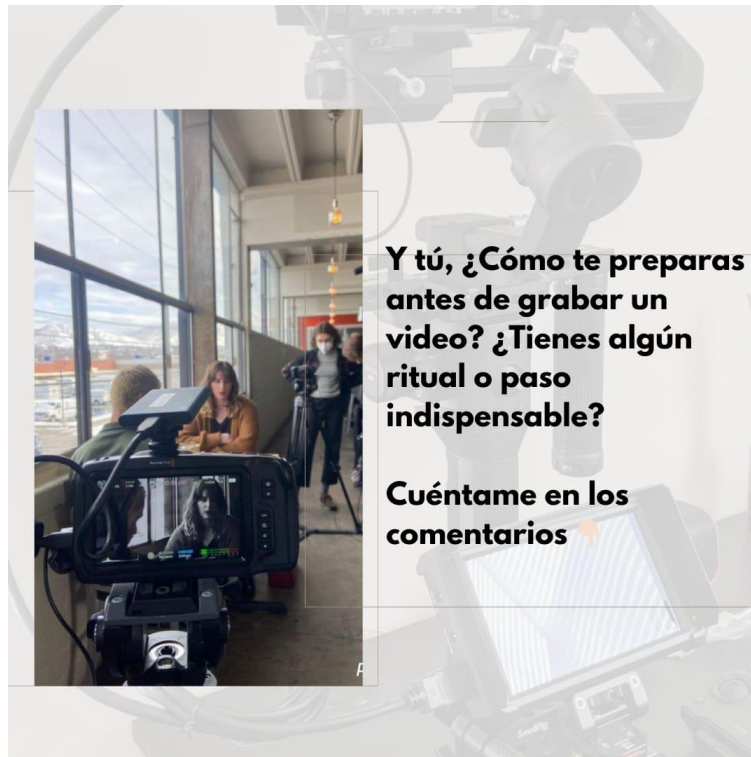 Y tú, ¿Cómo te preparas
antes de grabar un
video? ¿Tienes algún
ritual o paso
indispensable?
Cuéntame en los
comentarios 👇